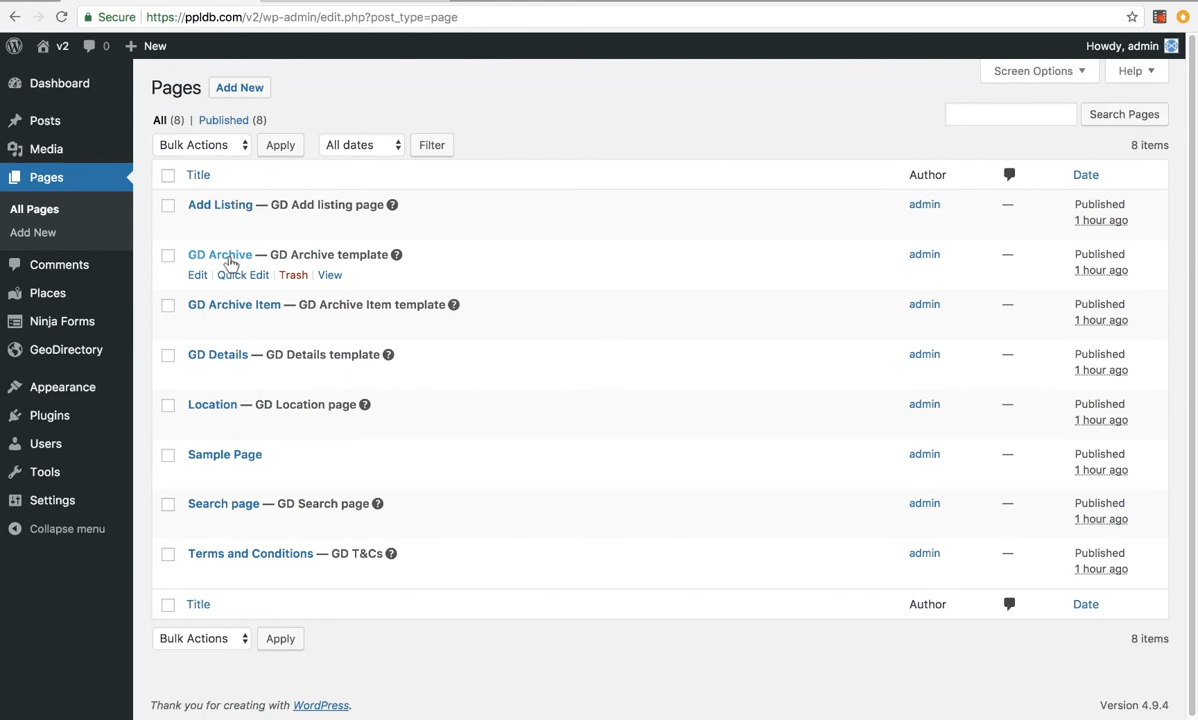 Secure | https://ppldb.com/v2/wp-admin/edit.php?post_type=page
v2 0 + New Howdy, admin
Dashboard
Posts
Media
Pages
All Pages
Add New
Comments
Places
Ninja Forms
GeoDirectory
Appearance
Plugins
Users
Tools
Settings
Collapse menu
Screen Options Help
Pages Add New
All (8) | Published (8)
Search Pages
Bulk Actions Apply All dates Filter 8 items
Title Author Date
Add Listing — GD Add listing page ? admin — Published
1 hour ago
GD Archive — GD Archive template ? admin — Published
Edit | Quick Edit | Trash | View 1 hour ago
GD Archive Item — GD Archive Item template ? admin — Published
1 hour ago
GD Details — GD Details template ? admin — Published
1 hour ago
Location — GD Location page ? admin — Published
1 hour ago
Sample Page admin — Published
1 hour ago
Search page — GD Search page ? admin — Published
1 hour ago
Terms and Conditions — GD T&Cs ? admin — Published
1 hour ago
Title Author Date
Bulk Actions Apply 8 items
Thank you for creating with WordPress. Version 4.9.4